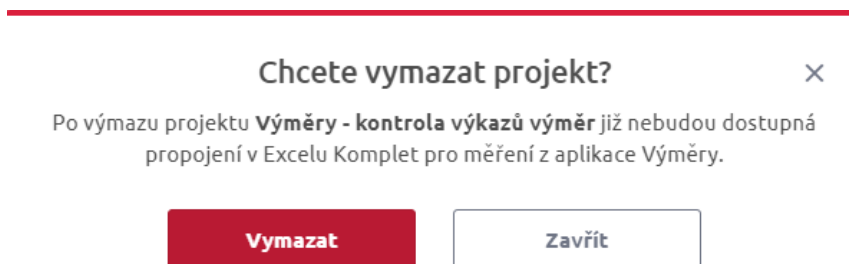 Chcete vymazat projekt?
Po výmazu projektu Výměry - kontrola výkazů výměr již nebudou dostupná
propojení v Excelu Komplet pro měření z aplikace Výměry.
Vymazat
Zavřít